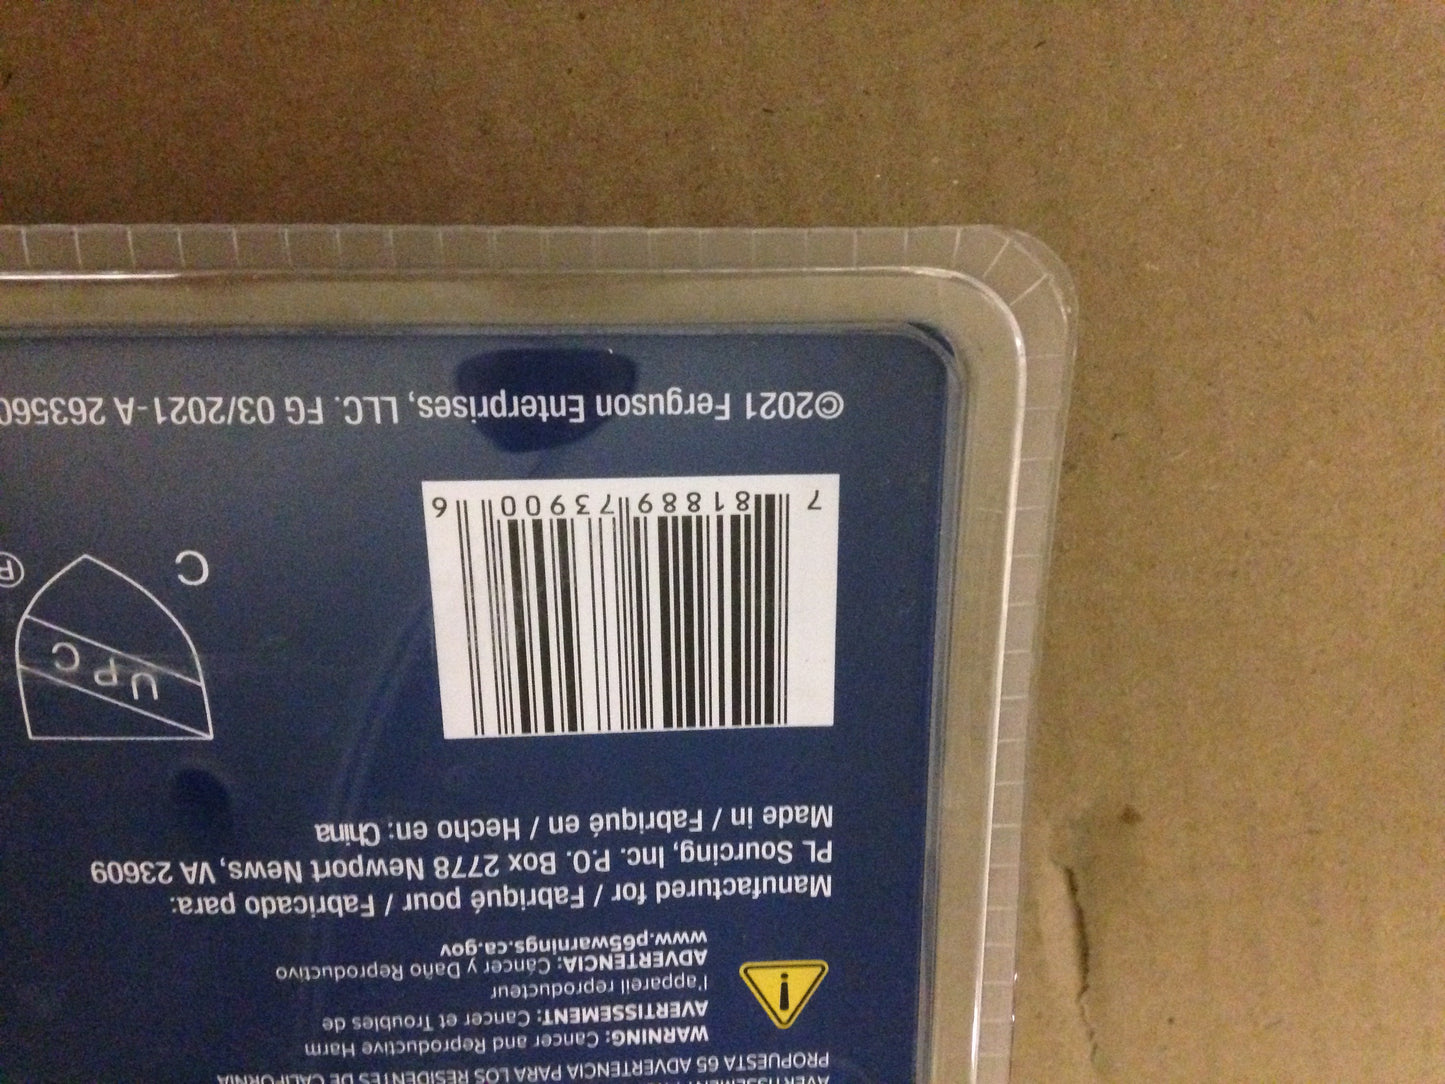 PROPUESTA 65 ADVERTENCIA PARA LOS RESIDENTES DE CALIFORNIA
WARNING: Cancer and Reproductive Harm
AVERTISSEMENT: Cancer et Troubles de
l'appareil reproducteur
ADVERTENCIA: Cáncer y Daño Reproductivo
www.p65warnings.ca.gov
Manufactured for / Fabriqué pour / Fabricado para:
PL Sourcing, Inc. P.O. Box 2778 Newport News, VA 23609
Made in / Fabriqué en / Hecho en: China
UPC
C
®
7 81889 73900 6
©2021 Ferguson Enterprises, LLC. FG 03/2021-A 263560